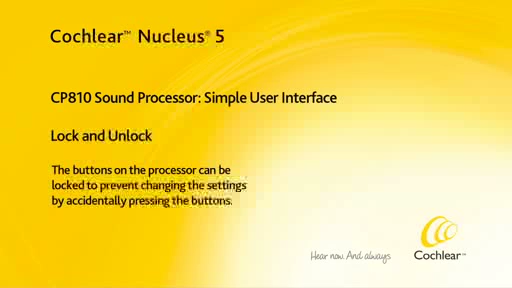 Cochlear™ Nucleus® 5
CP810 Sound Processor: Simple User Interface
Lock and Unlock
The buttons on the processor can be
locked to prevent changing the settings
by accidentally pressing the buttons.
Hear now. And always
Cochlear™